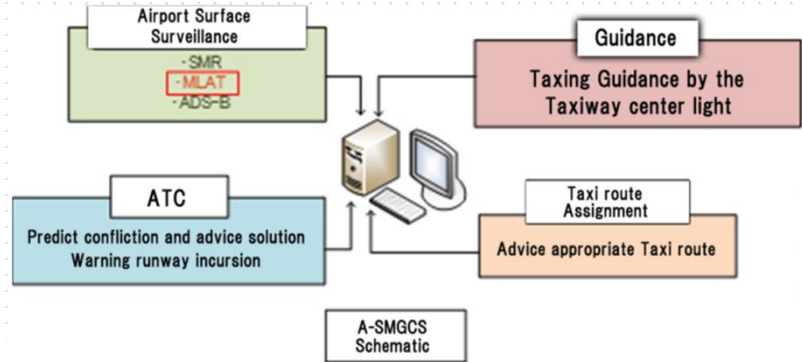 Airport Surface
Surveillance
-SMR
-MLAT
-ADS-B
Guidance
Taxing Guidance by the
Taxiway center light
ATC
Predict confliction and advice solution
Warning runway incursion
Taxi route
Assignment
Advice appropriate Taxi route
A-SMGCS
Schematic